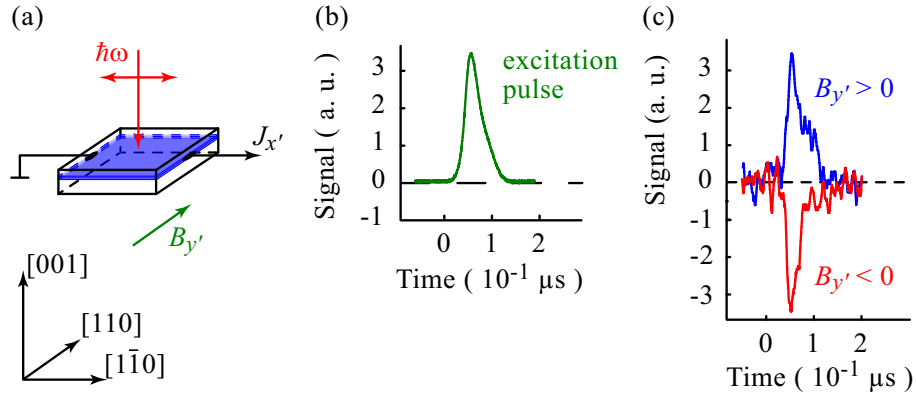 (a)
ħω
J_x'
B_y'
[001]
[110]
[11̄0]
(b)
excitation
pulse
Signal ( a. u. )
3
2
1
0
-1
0 1 2
Time ( 10⁻¹ µs )
(c)
B_y' > 0
B_y' < 0
Signal (a. u.)
3
2
1
0
-1
-2
-3
0 1 2
Time ( 10⁻¹ µs )